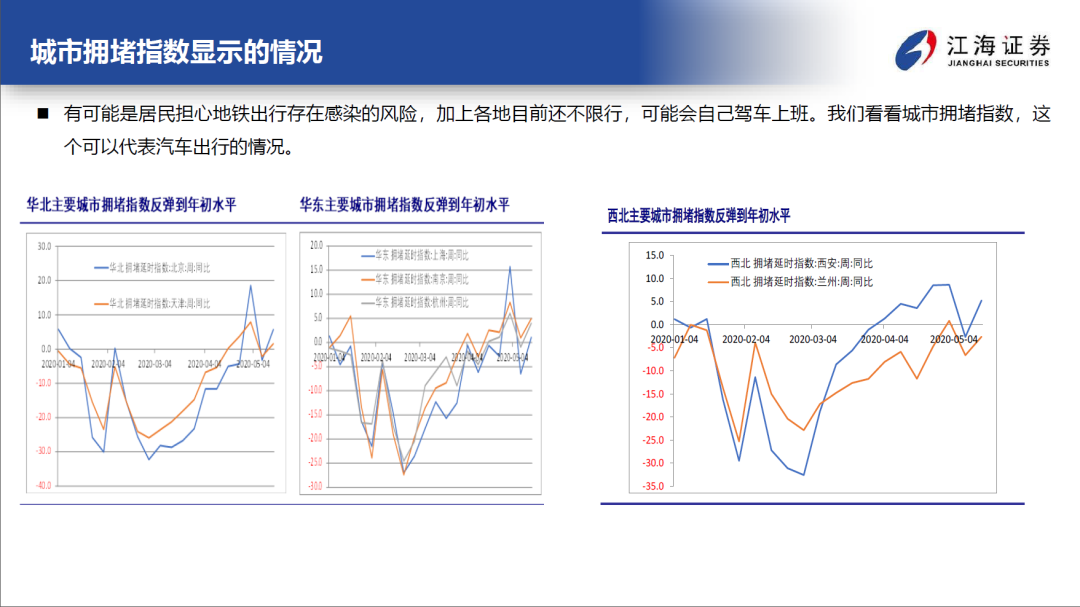 城市拥堵指数显示的情况
江海证券
JIANGHAI SECURITIES
■ 有可能是居民担心地铁出行存在感染的风险，加上各地目前还不限行，可能会自己驾车上班。我们看看城市拥堵指数，这
个可以代表汽车出行的情况。
华北主要城市拥堵指数反弹到年初水平
30.0
20.0
10.0
0.0
-10.0
-20.0
-30.0
-40.0
华北 拥堵延时指数:北京:周:同比
华北 拥堵延时指数:天津:周:同比
2020-01-04 2020-02-04 2020-03-04 2020-04-04 2020-05-04
华东主要城市拥堵指数反弹到年初水平
20.0
15.0
10.0
5.0
0.0
-5.0
-10.0
-15.0
-20.0
-25.0
-30.0
华东 拥堵延时指数:上海:周:同比
华东 拥堵延时指数:南京:周:同比
华东 拥堵延时指数:杭州:周:同比
2020-01-04 2020-02-04 2020-03-04 2020-04-04 2020-05-04
西北主要城市拥堵指数反弹到年初水平
15.0
10.0
5.0
0.0
-5.0
-10.0
-15.0
-20.0
-25.0
-30.0
-35.0
西北 拥堵延时指数:西安:周:同比
西北 拥堵延时指数:兰州:周:同比
2020-01-04 2020-02-04 2020-03-04 2020-04-04 2020-05-04